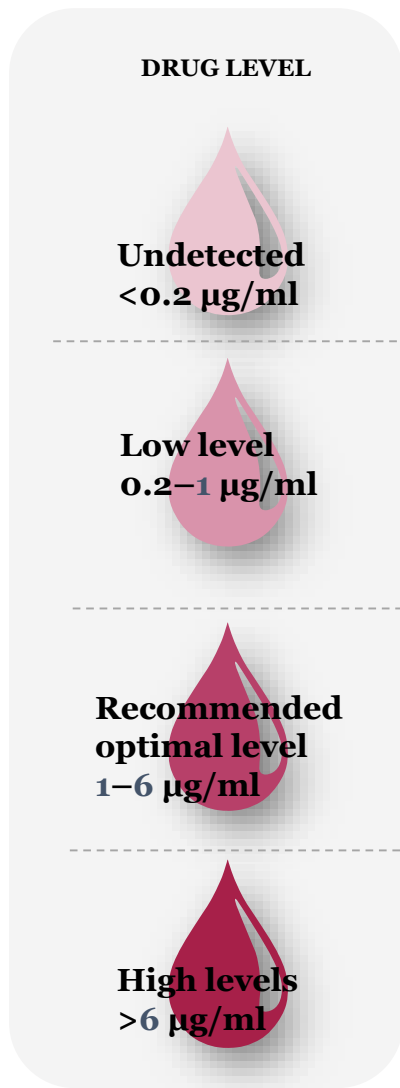 DRUG LEVEL
Undetected
<0.2 µg/ml
Low level
0.2–1 µg/ml
Recommended
optimal level
1–6 µg/ml
High levels
>6 µg/ml